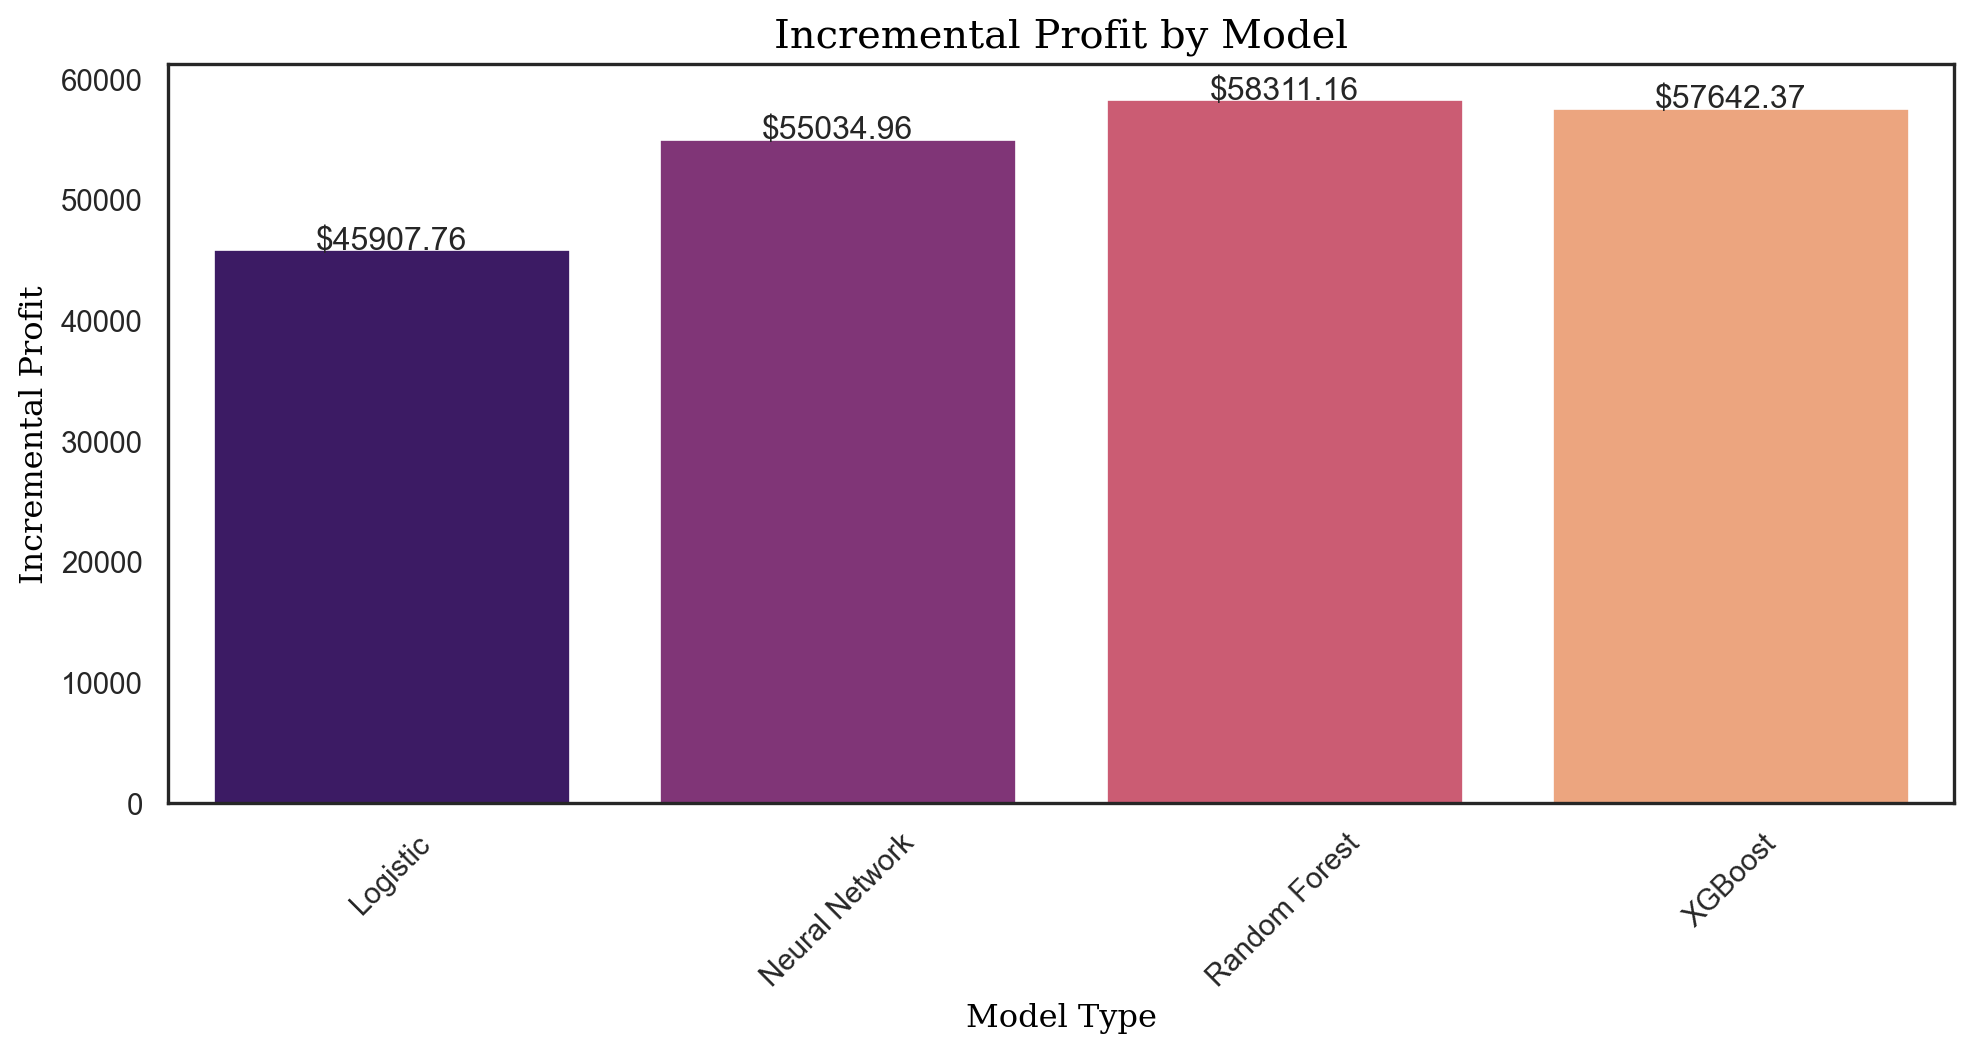 Incremental Profit by Model
Incremental Profit
60000
50000
40000
30000
20000
10000
0
$45907.76
$55034.96
$58311.16
$57642.37
Logistic
Neural Network
Random Forest
XGBoost
Model Type